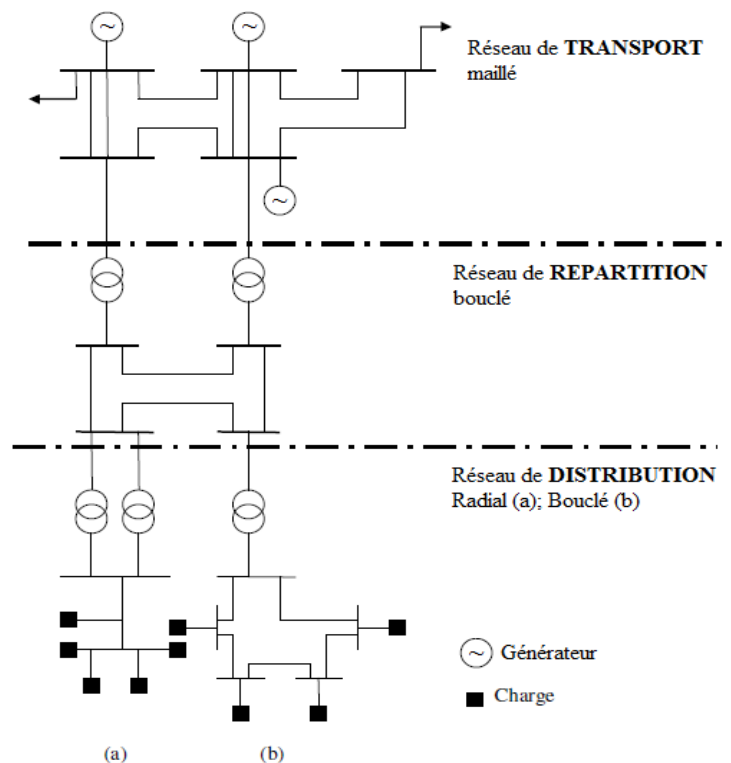 Réseau de TRANSPORT
maillé
Réseau de REPARTITION
bouclé
Réseau de DISTRIBUTION
Radial (a); Bouclé (b)
~ Générateur
Charge
(a) (b)